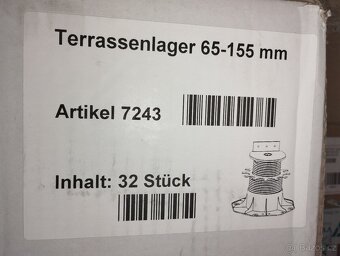 Terrassenlager 65-155 mm
Artikel 7243
Inhalt: 32 Stück